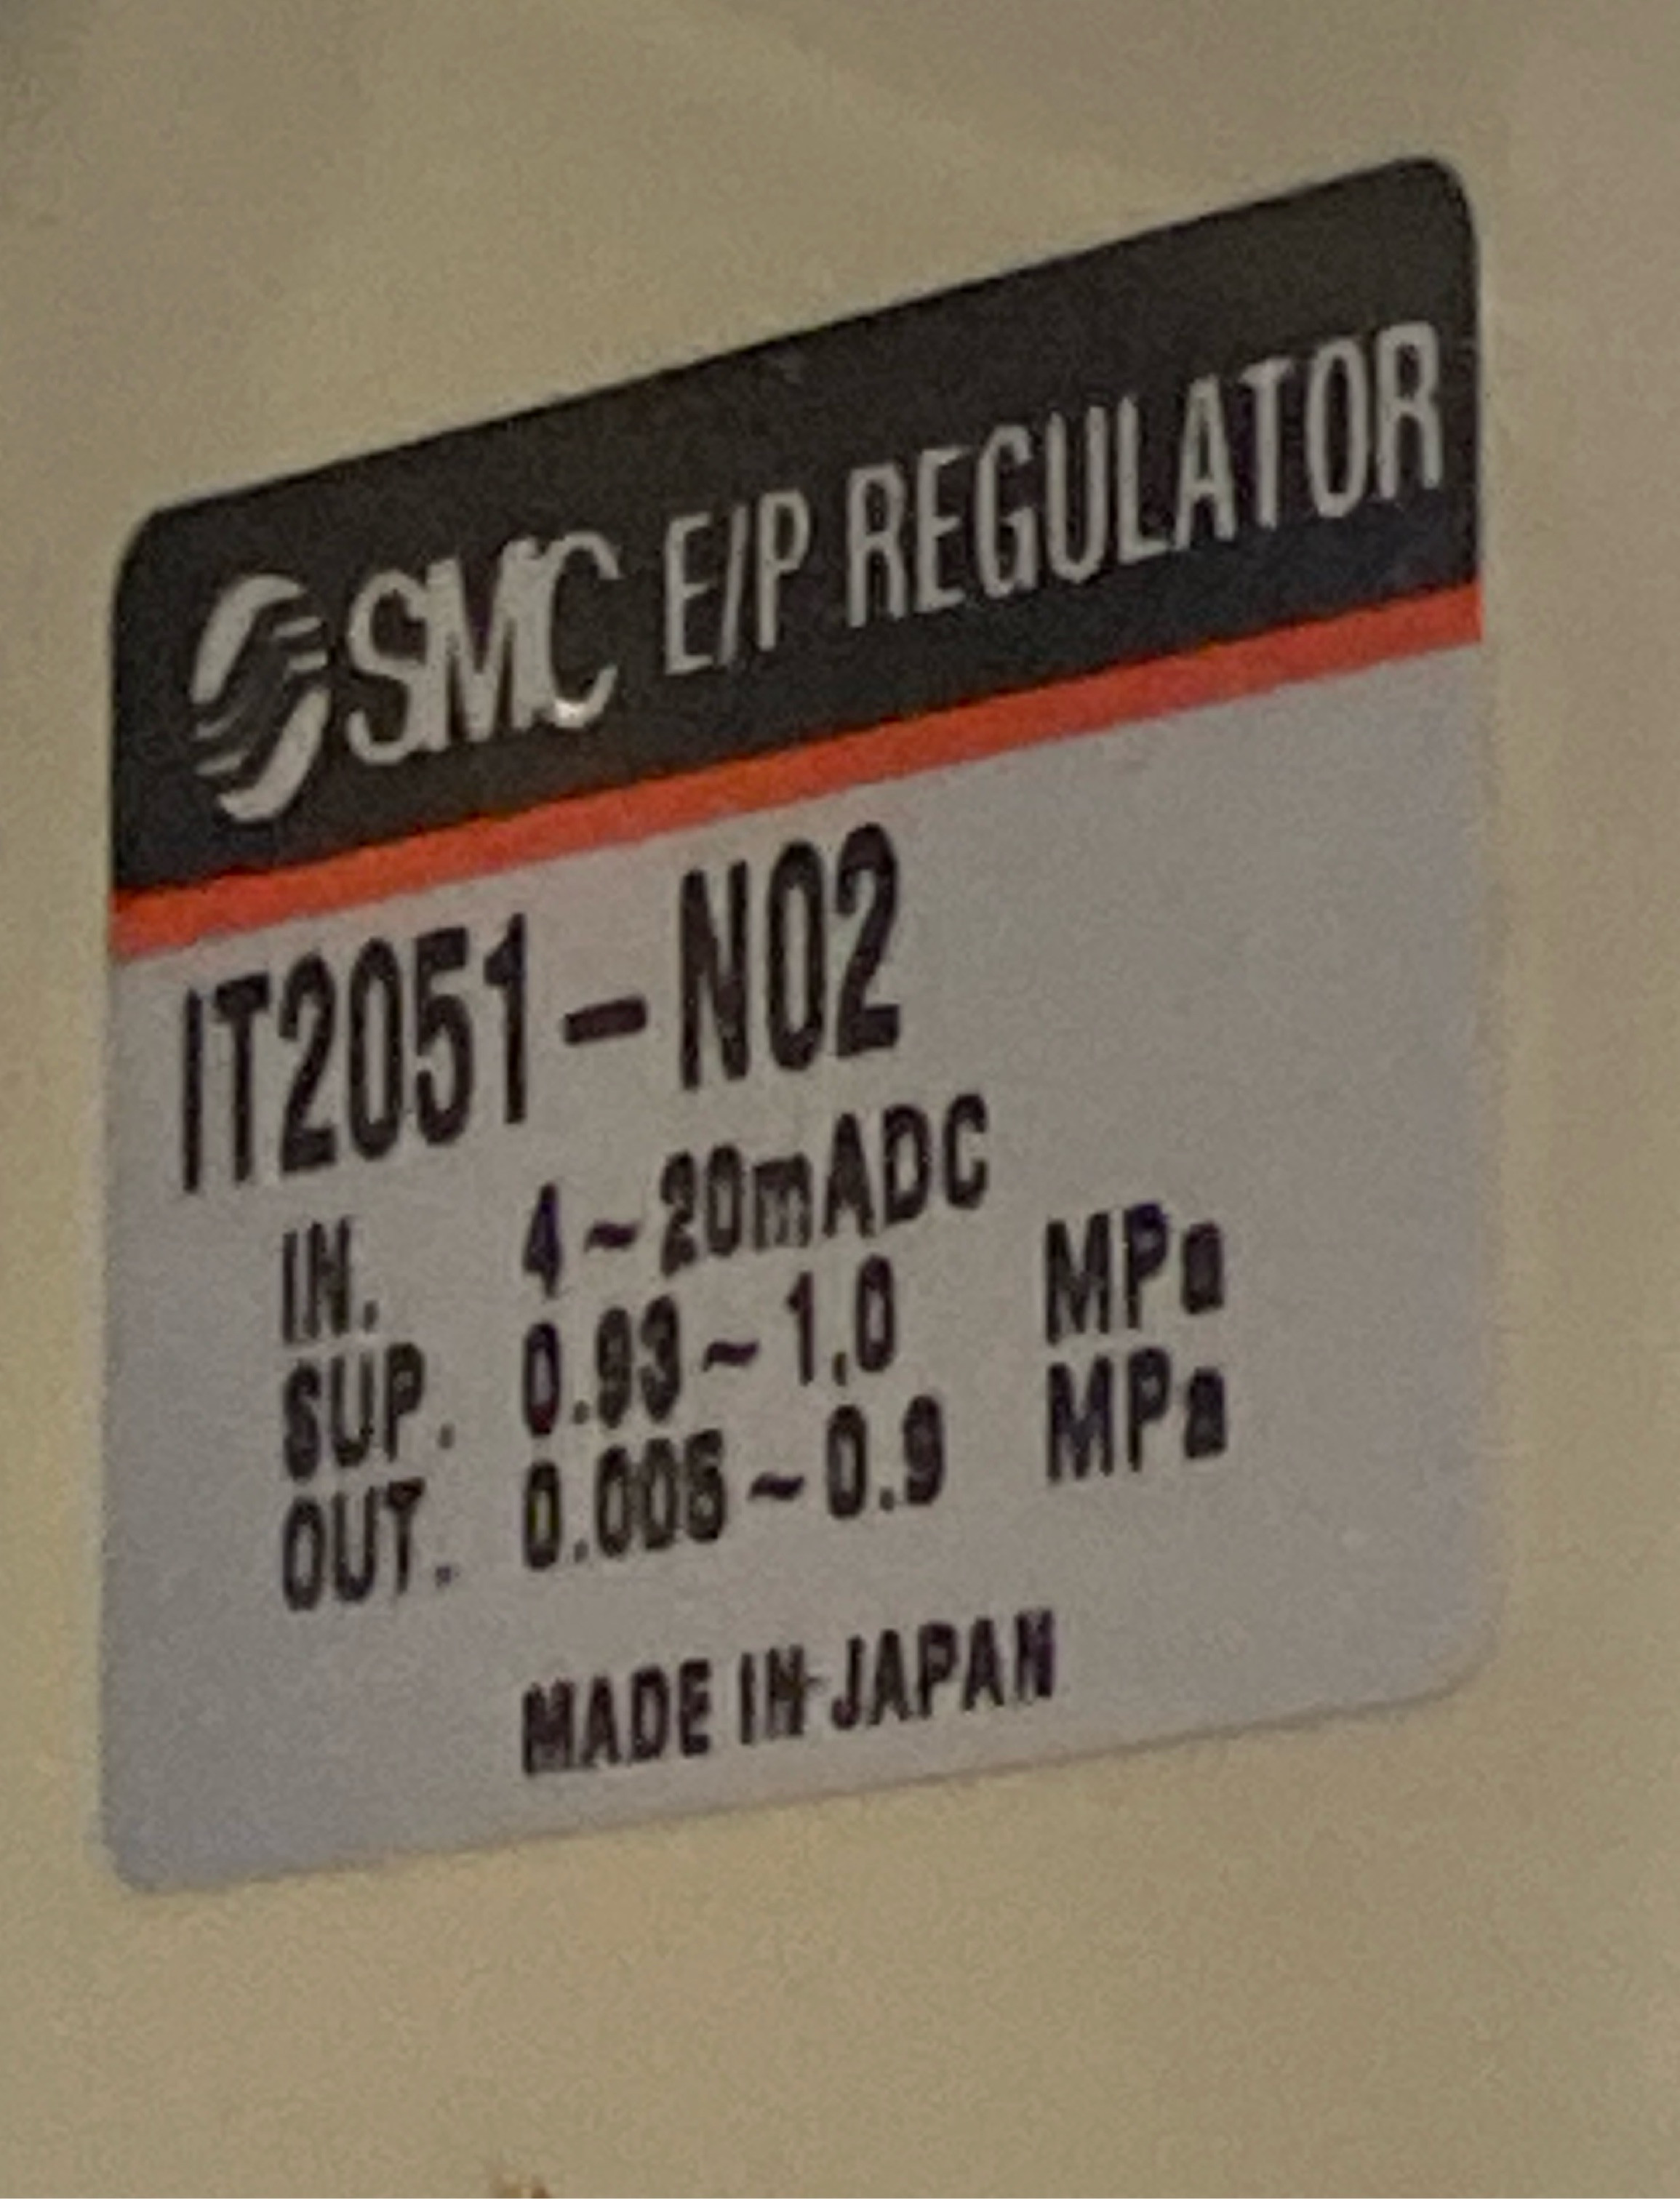 SMC E/P REGULATOR
IT2051-N02
IN. 4~20mADC
SUP. 0.93~1.0 MPa
OUT. 0.005~0.9 MPa
MADE IN JAPAN